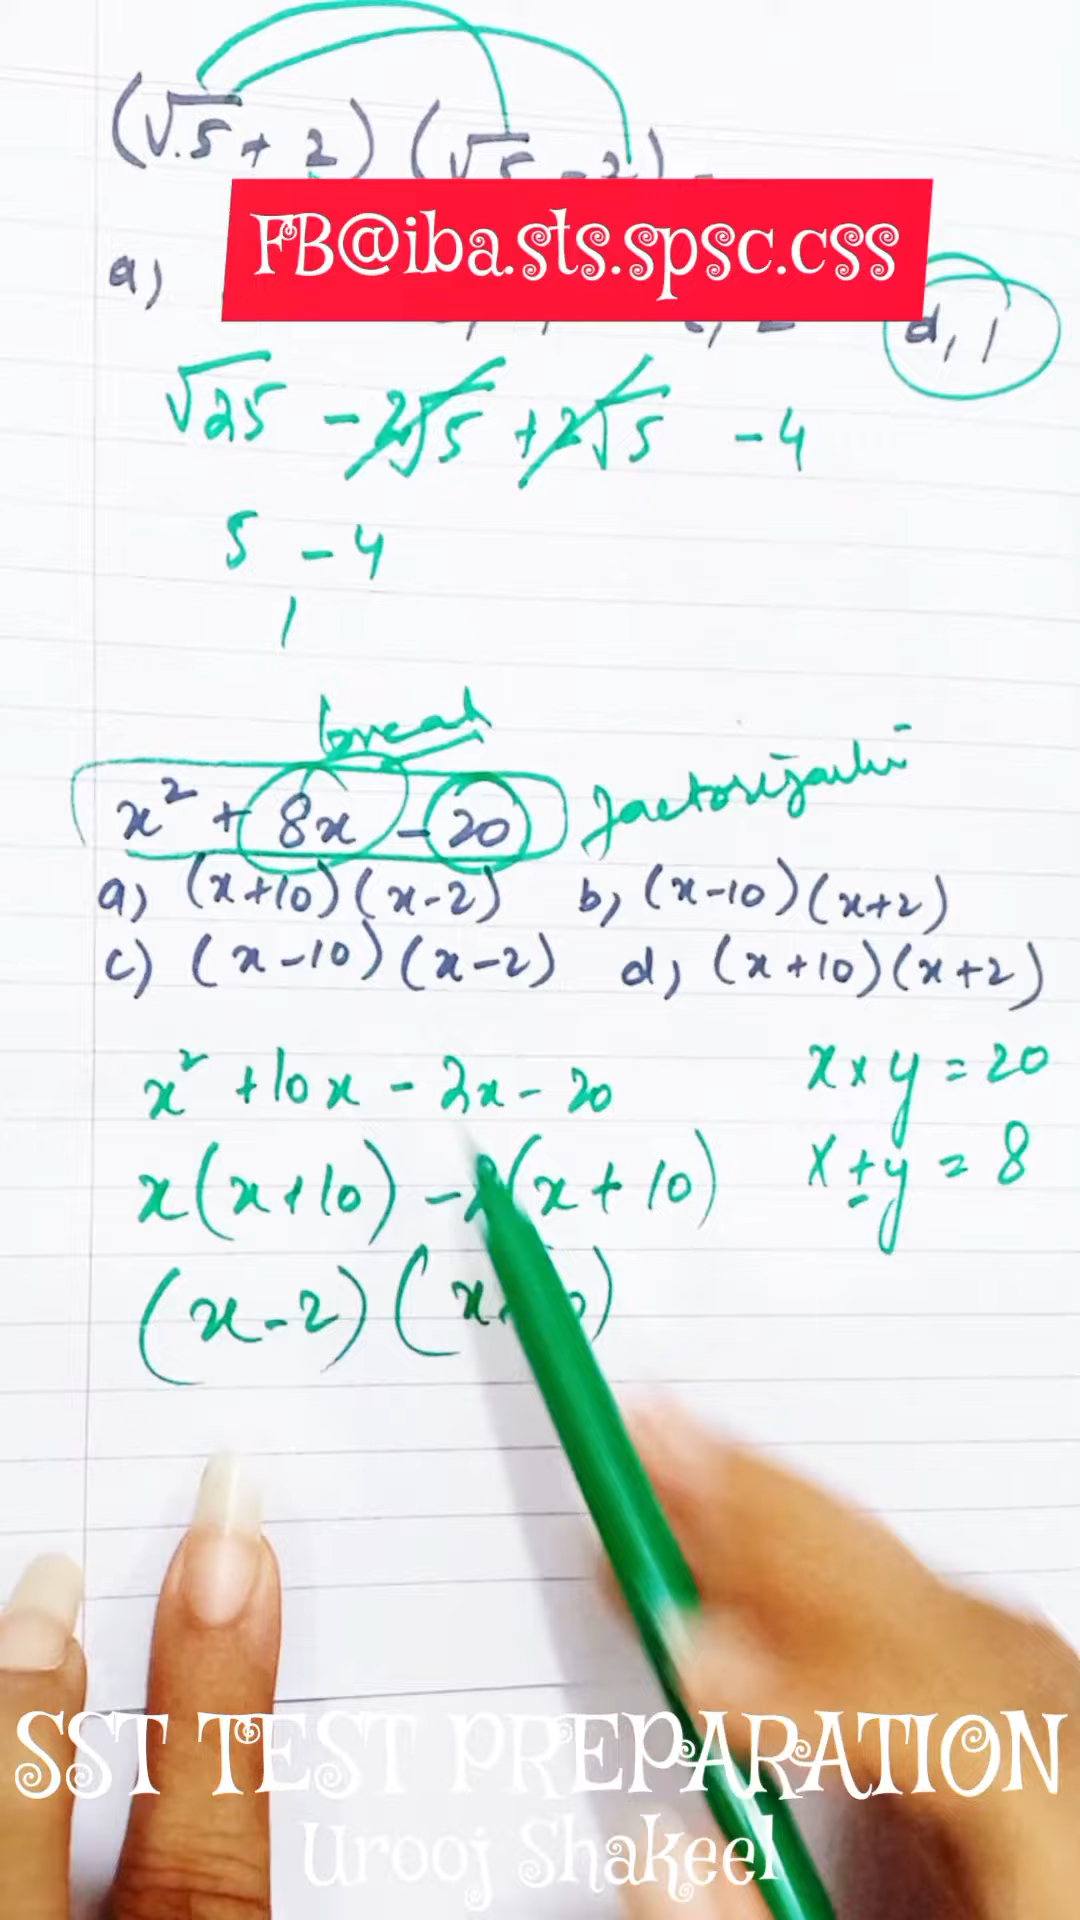 (√5 + 2) (√5 - 2)
FB@iba.sts.spsc.css
a) d, 1
√25 - 2√5 + 2√5 - 4
5 - 4
1
break
x² + 8x - 20
a) (x+10)(x-2) b, (x-10)(x+2)
c) (x-10)(x-2) d, (x+10)(x+2)
x² + 10x - 2x - 20 x × y = 20
x(x+10) - 2(x + 10) x + y = 8
(x-2)(x
SST TEST PREPARATION
Urooj Shakeel